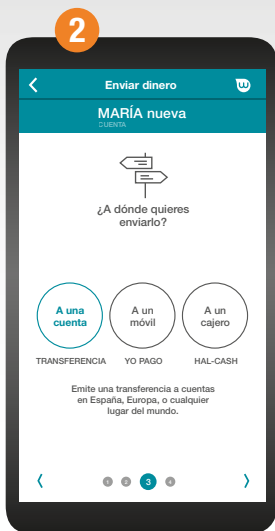 2
Enviar dinero
MARÍA nueva
CUENTA
¿A dónde quieres
enviarlo?
A una
cuenta
A un
móvil
A un
cajero
TRANSFERENCIA YO PAGO HAL-CASH
Emite una transferencia a cuentas
en España, Europa, o cualquier
lugar del mundo.
1 2 3 4